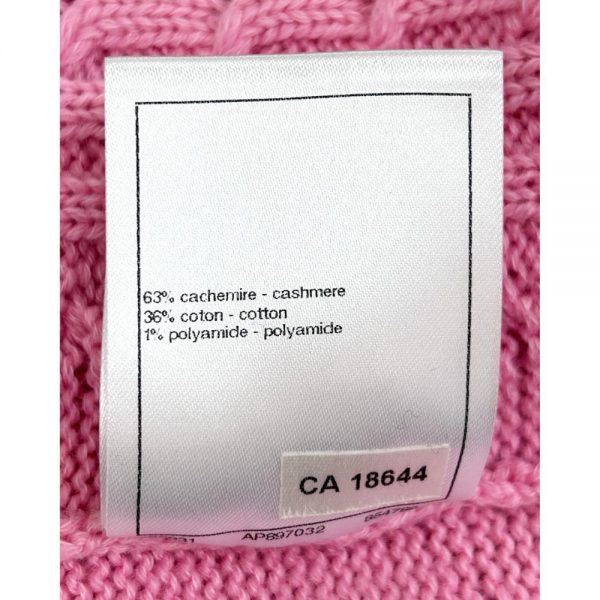 63% cachemire - cashmere
36% coton - cotton
1% polyamide - polyamide
CA 18644
AP897032